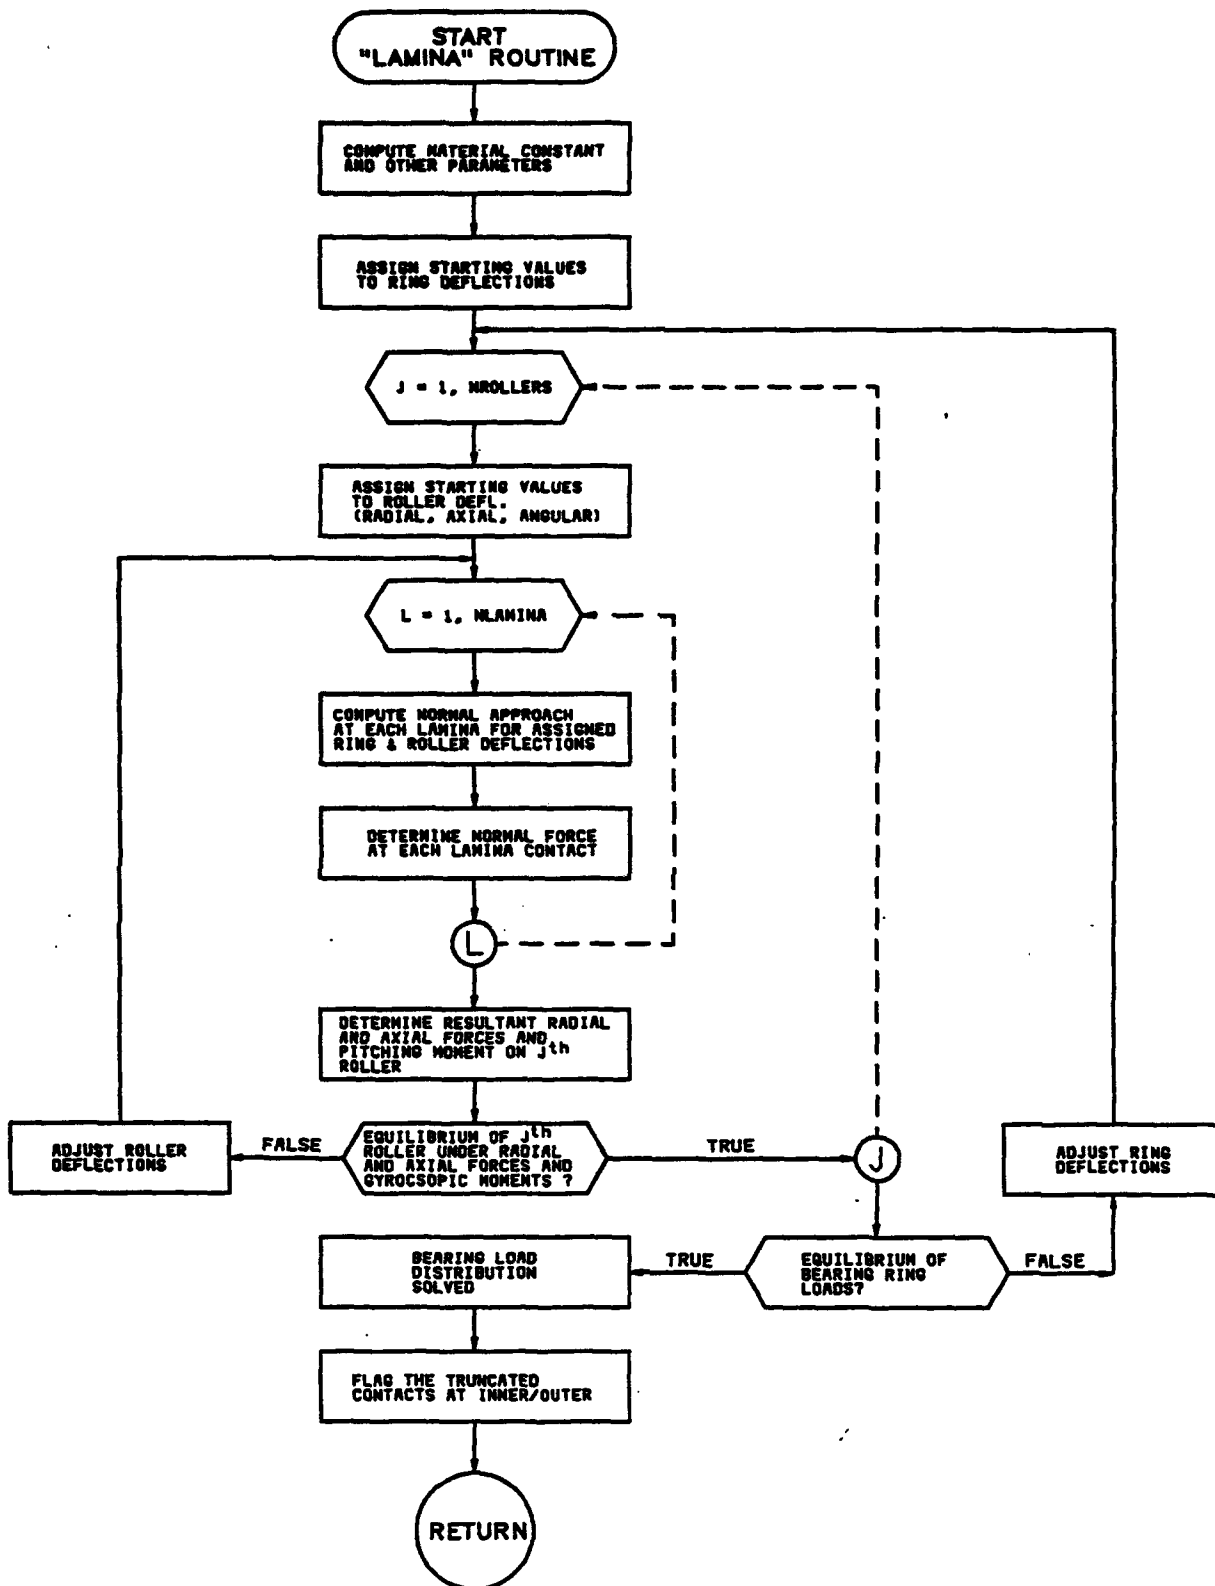 START
"LAMINA" ROUTINE
COMPUTE MATERIAL CONSTANT
AND OTHER PARAMETERS
ASSIGN STARTING VALUES
TO RING DEFLECTIONS
J = 1, NROLLERS
ASSIGN STARTING VALUES
TO ROLLER DEFL.
(RADIAL, AXIAL, ANGULAR)
L = 1, NLAMINA
COMPUTE NORMAL APPROACH
AT EACH LAMINA FOR ASSIGNED
RING & ROLLER DEFLECTIONS
DETERMINE NORMAL FORCE
AT EACH LAMINA CONTACT
L
DETERMINE RESULTANT RADIAL
AND AXIAL FORCES AND
PITCHING MOMENT ON Jth
ROLLER
ADJUST ROLLER
DEFLECTIONS
FALSE
EQUILIBRIUM OF Jth
ROLLER UNDER RADIAL
AND AXIAL FORCES AND
GYROCSOPIC MOMENTS ?
TRUE
J
ADJUST RING
DEFLECTIONS
BEARING LOAD
DISTRIBUTION
SOLVED
TRUE
EQUILIBRIUM OF
BEARING RING
LOADS?
FALSE
FLAG THE TRUNCATED
CONTACTS AT INNER/OUTER
RETURN